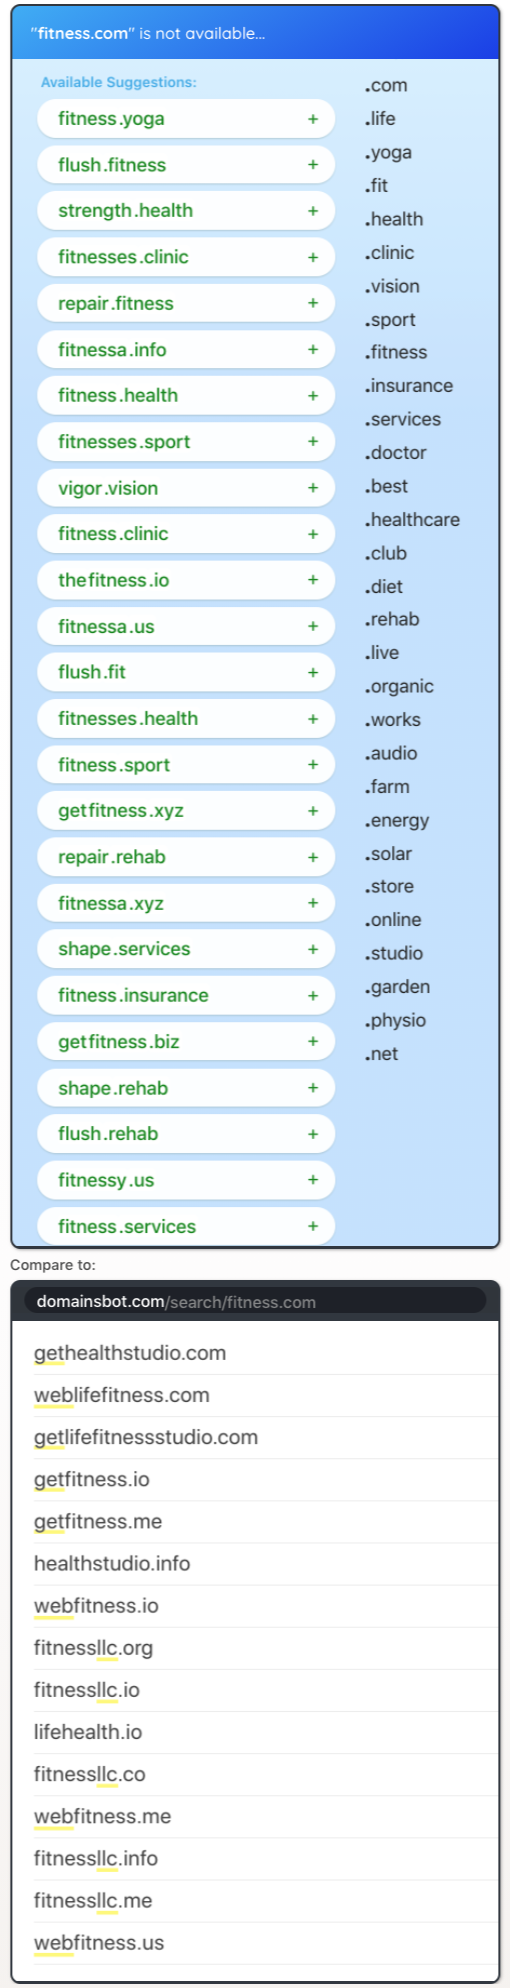 "fitness.com" is not available...
Available Suggestions:
fitness.yoga +
flush.fitness +
strength.health +
fitnesses.clinic +
repair.fitness +
fitnessa.info +
fitness.health +
fitnesses.sport +
vigor.vision +
fitness.clinic +
thefitness.io +
fitnessa.us +
flush.fit +
fitnesses.health +
fitness.sport +
getfitness.xyz +
repair.rehab +
fitnessa.xyz +
shape.services +
fitness.insurance +
getfitness.biz +
shape.rehab +
flush.rehab +
fitnessy.us +
fitness.services +
.com
.life
.yoga
.fit
.health
.clinic
.vision
.sport
.fitness
.insurance
.services
.doctor
.best
.healthcare
.club
.diet
.rehab
.live
.organic
.works
.audio
.farm
.energy
.solar
.store
.online
.studio
.garden
.physio
.net
Compare to:
domainsbot.com/search/fitness.com
gethealthstudio.com
weblifefitness.com
getlifefitnessstudio.com
getfitness.io
getfitness.me
healthstudio.info
webfitness.io
fitnessllc.org
fitnessllc.io
lifehealth.io
fitnessllc.co
webfitness.me
fitnessllc.info
fitnessllc.me
webfitness.us